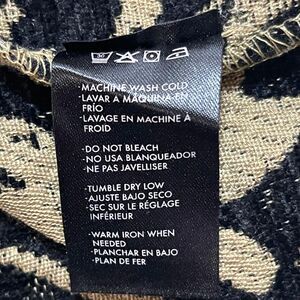 ·MACHINE WASH COLD
·LAVAR A MÁQUINA EN
FRÍO
·LAVAGE EN MACHINE À
FROID
·DO NOT BLEACH
·NO USA BLANQUEADOR
·NE PAS JAVELLISER
·TUMBLE DRY LOW
·AJUSTE BAJO SECO
·SEC SUR LE RÉGLAGE
INFÉRIEUR
·WARM IRON WHEN
NEEDED
·PLANCHAR EN BAJO
·PLAN DE FER